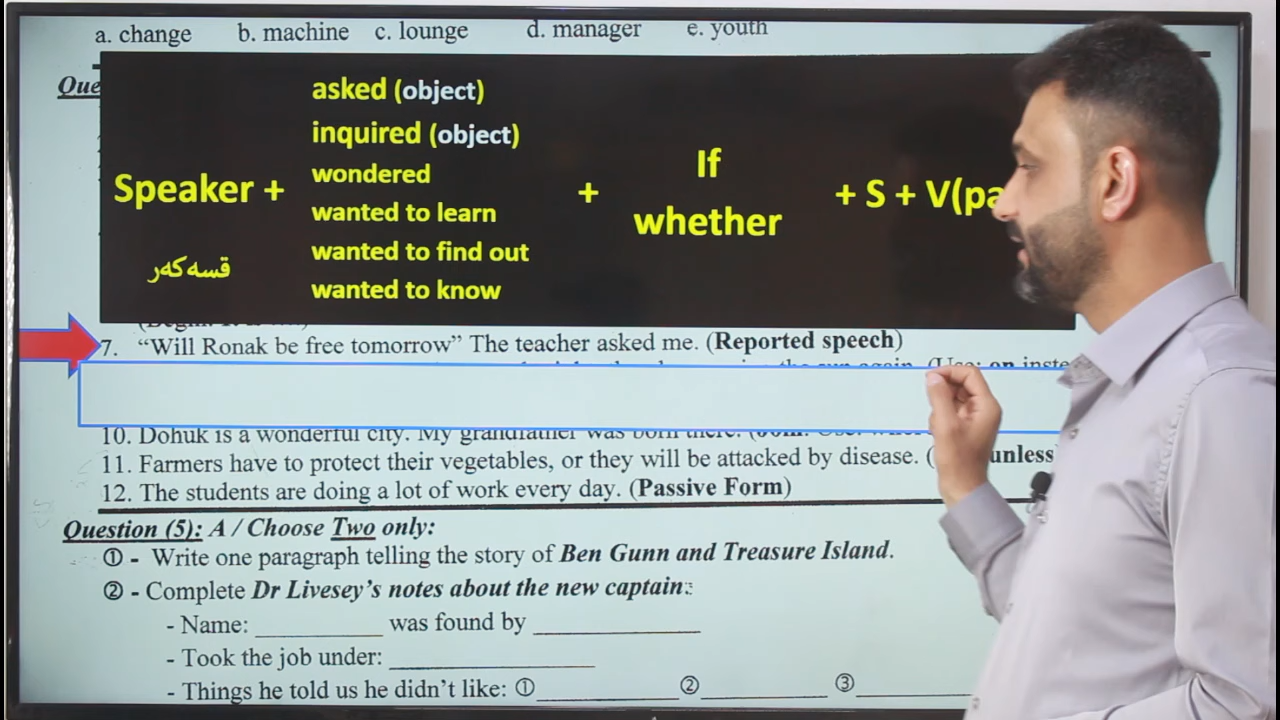 a. change b. machine c. lounge d. manager e. youth
Que
asked (object)
inquired (object)
wondered
wanted to learn
wanted to find out
wanted to know
Speaker +
قسەکەر
+
If
whether
+ S + V(pa
7. “Will Ronak be free tomorrow” The teacher asked me. (Reported speech)
10. Dohuk is a wonderful city. My grandfather was born there.
11. Farmers have to protect their vegetables, or they will be attacked by disease. ( unless
12. The students are doing a lot of work every day. (Passive Form)
Question (5): A / Choose Two only:
① - Write one paragraph telling the story of Ben Gunn and Treasure Island.
② - Complete Dr Livesey’s notes about the new captain:
- Name: ___________ was found by ______________
- Took the job under: _________________
- Things he told us he didn’t like: ①____________ ②___________ ③__________